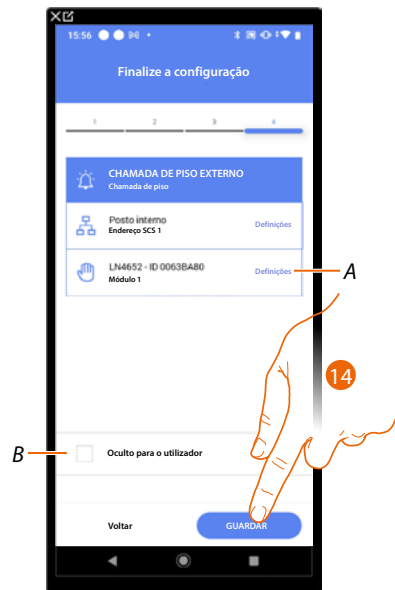 15:56
Finalize a configuração
1 2 3 4
CHAMADA DE PISO EXTERNO
Chamada de piso
Posto interno
Endereço SCS 1
Definições
LN4652 - ID 0063BA80
Módulo 1
Definições
A
14
B
Oculto para o utilizador
Voltar
GUARDAR